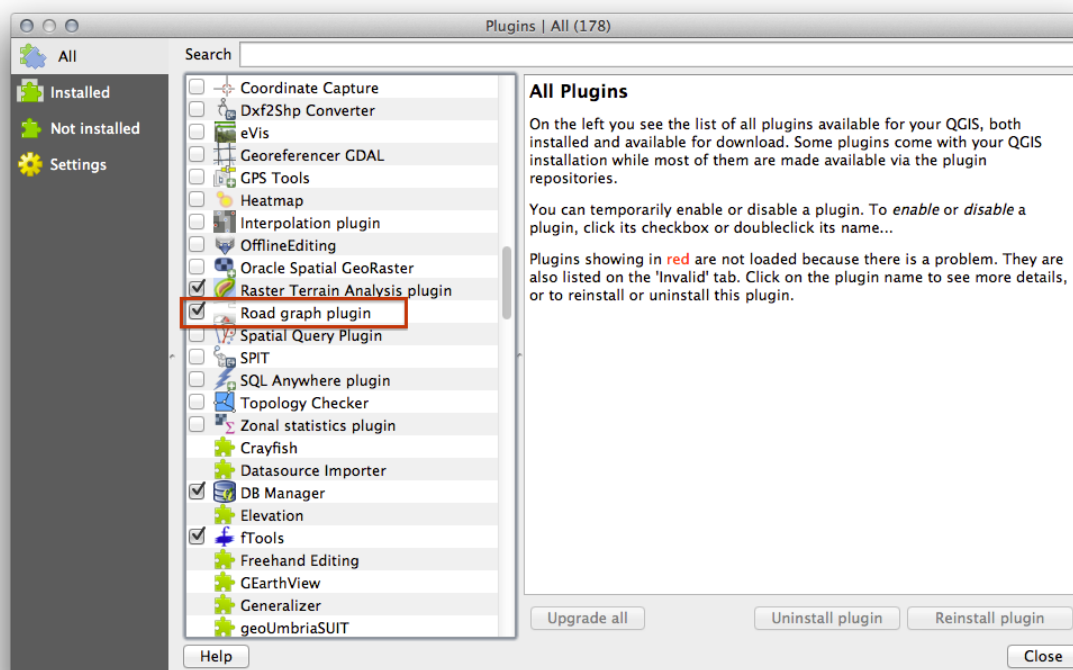 Plugins | All (178)
All
Installed
Not installed
Settings
Search
Coordinate Capture
Dxf2Shp Converter
eVis
Georeferencer GDAL
GPS Tools
Heatmap
Interpolation plugin
OfflineEditing
Oracle Spatial GeoRaster
Raster Terrain Analysis plugin
Road graph plugin
Spatial Query Plugin
SPIT
SQL Anywhere plugin
Topology Checker
Zonal statistics plugin
Crayfish
Datasource Importer
DB Manager
Elevation
fTools
Freehand Editing
GEarthView
Generalizer
geoUmbriaSUIT
All Plugins
On the left you see the list of all plugins available for your QGIS, both
installed and available for download. Some plugins come with your QGIS
installation while most of them are made available via the plugin
repositories.
You can temporarily enable or disable a plugin. To enable or disable a
plugin, click its checkbox or doubleclick its name...
Plugins showing in red are not loaded because there is a problem. They are
also listed on the 'Invalid' tab. Click on the plugin name to see more details,
or to reinstall or uninstall this plugin.
Upgrade all
Uninstall plugin
Reinstall plugin
Help
Close